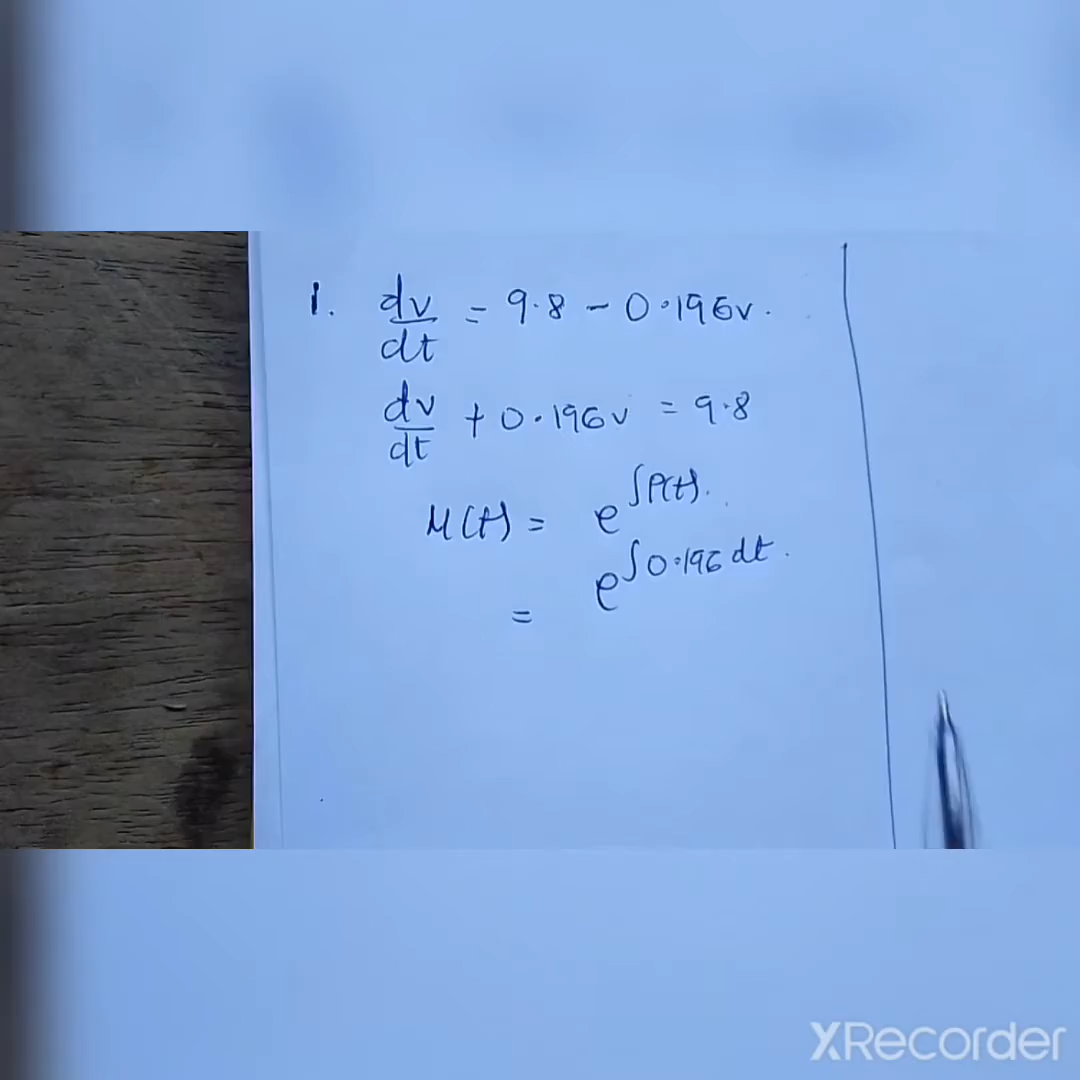 1. dv/dt = 9.8 - 0.196v.
dv/dt + 0.196v = 9.8
μ(t) = e^∫P(t).
= e^∫0.196 dt.
XRecorder